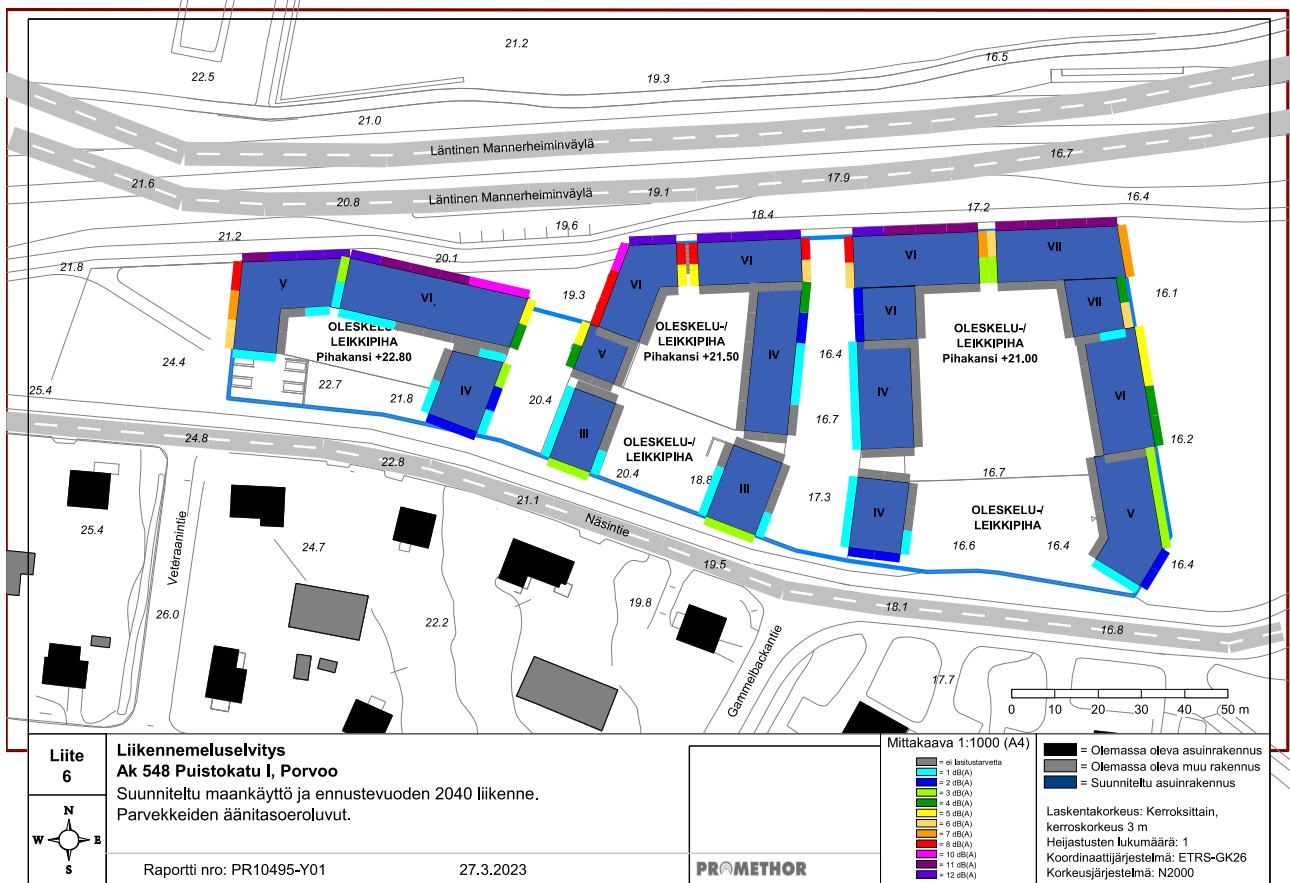 21.2
16.5
22.5
19.3
21.0
Läntinen Mannerheiminväylä
16.7
21.6
Läntinen Mannerheiminväylä
19.1
17.9
20.8
16.4
18.4
17.2
19.6
21.2
20.1
21.8
V
VI
VI
VI
VI
VII
19.3
16.1
VI
VII
OLESKELU-/
LEIKKIPIHA
Pihakansi +22.80
OLESKELU-/
LEIKKIPIHA
Pihakansi +21.50
OLESKELU-/
LEIKKIPIHA
Pihakansi +21.00
V
IV
16.4
24.4
22.7
25.4
21.8
IV
20.4
IV
VI
16.7
24.8
22.8
III
OLESKELU-/
LEIKKIPIHA
20.4
18.8
III
16.2
16.7
21.1
Näsintie
17.3
IV
OLESKELU-/
LEIKKIPIHA
V
25.4
Veteraanintie
24.7
16.6
16.4
16.4
19.5
26.0
22.2
19.8
18.1
16.8
Gammelbackantie
17.7
0 10 20 30 40 50 m
Liite
6
N
W E
S
Liikennemeluselvitys
Ak 548 Puistokatu I, Porvoo
Suunniteltu maankäyttö ja ennustevuoden 2040 liikenne.
Parvekkeiden äänitasoeroluvut.
Raportti nro: PR10495-Y01 27.3.2023
PROMETHOR
Mittakaava 1:1000 (A4)
= ei lasitustarvetta
= 1 dB(A)
= 2 dB(A)
= 3 dB(A)
= 4 dB(A)
= 5 dB(A)
= 6 dB(A)
= 7 dB(A)
= 8 dB(A)
= 10 dB(A)
= 11 dB(A)
= 12 dB(A)
= Olemassa oleva asuinrakennus
= Olemassa oleva muu rakennus
= Suunniteltu asuinrakennus
Laskentakorkeus: Kerroksittain,
kerroskorkeus 3 m
Heijastusten lukumäärä: 1
Koordinaattijärjestelmä: ETRS-GK26
Korkeusjärjestelmä: N2000